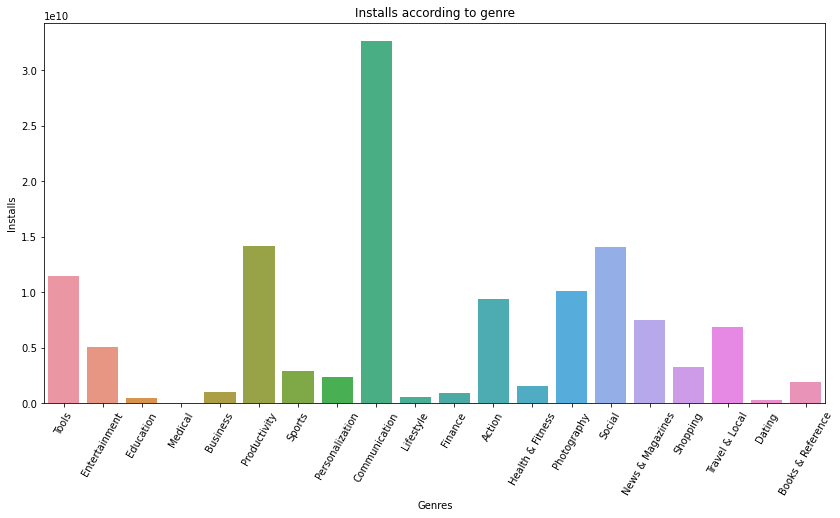 Installs according to genre
1e10
3.0
2.5
2.0
1.5
1.0
0.5
0.0
Installs
Tools
Entertainment
Education
Medical
Business
Productivity
Sports
Personalization
Communication
Lifestyle
Finance
Action
Health & Fitness
Photography
Social
News & Magazines
Shopping
Travel & Local
Dating
Books & Reference
Genres